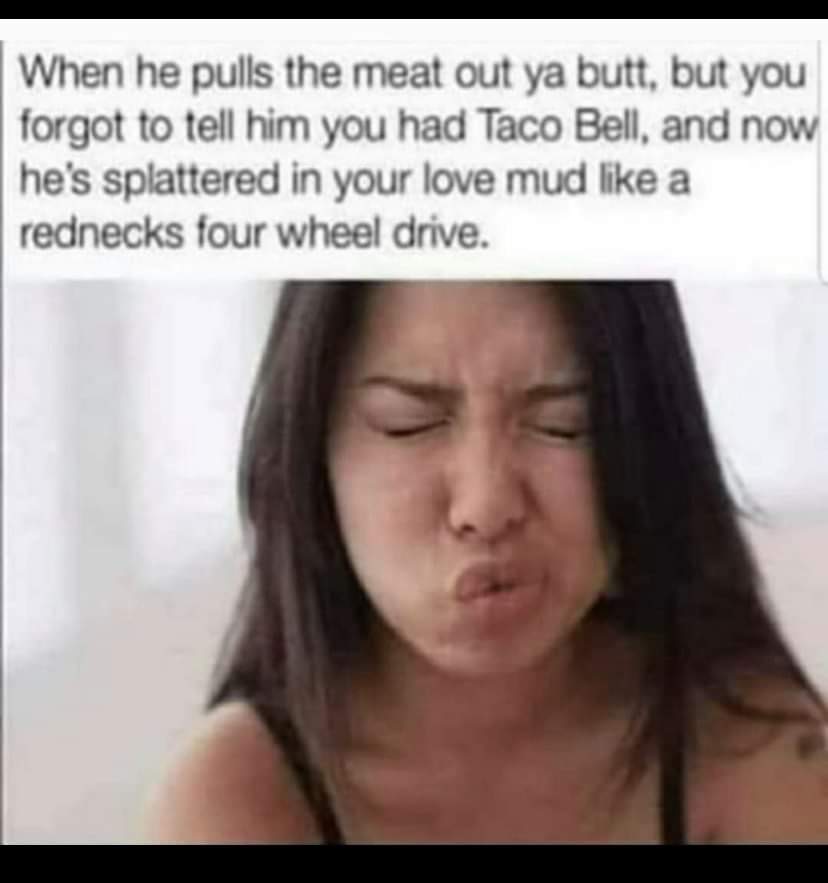 When he pulls the meat out ya butt, but you
forgot to tell him you had Taco Bell, and now
he's splattered in your love mud like a
rednecks four wheel drive.